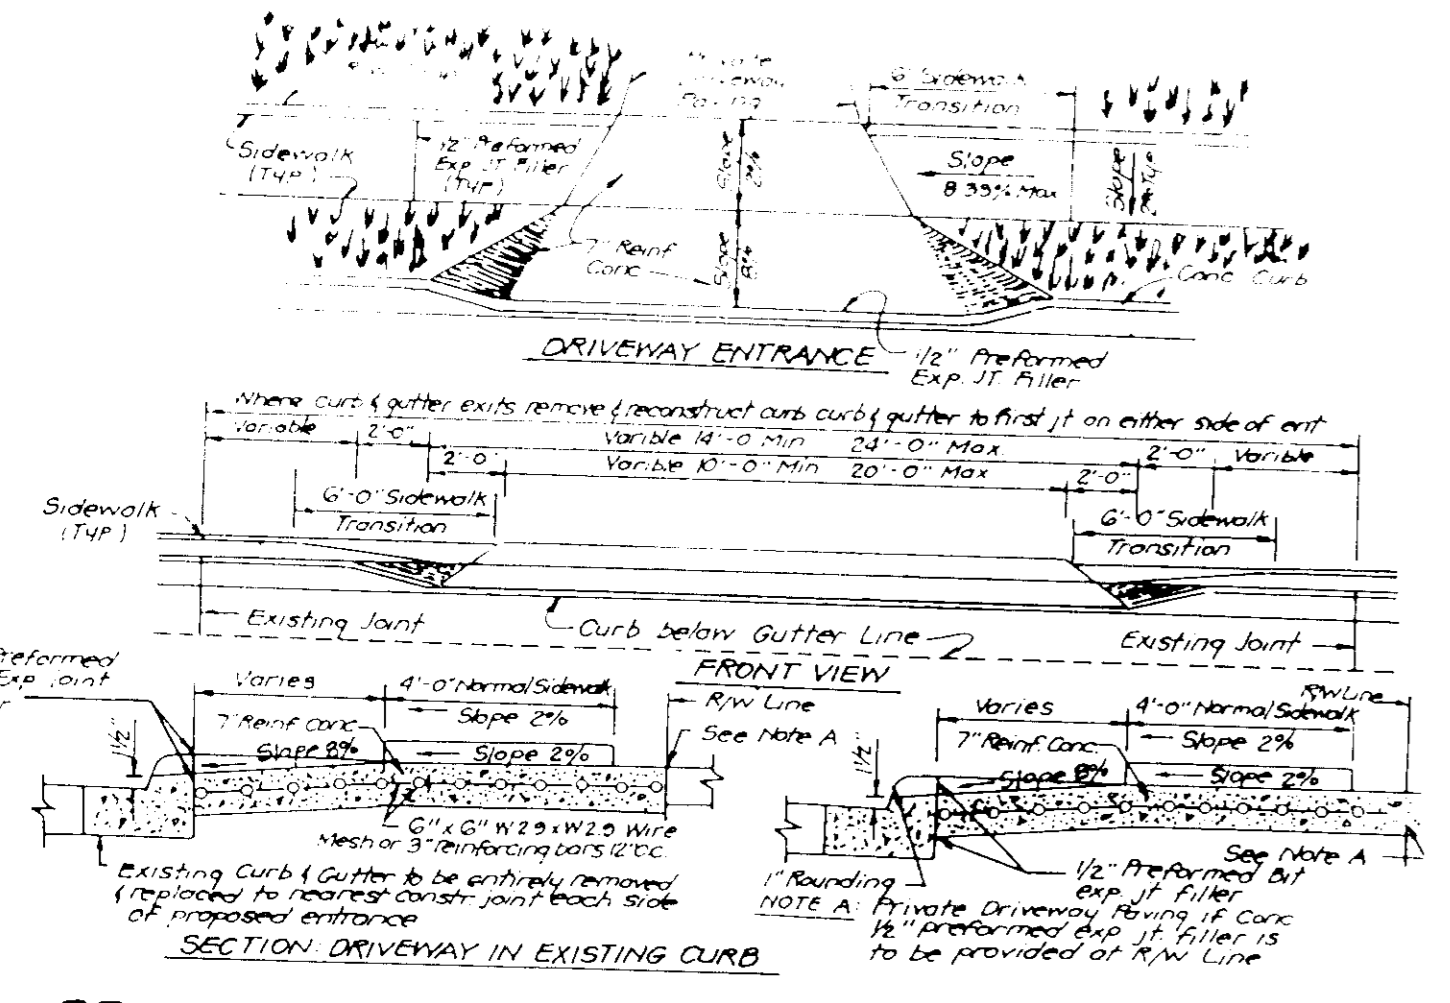 Private
Driveway
Paving
6' Sidewalk
Transition
Sidewalk
(TYP)
1/2" Preformed
Exp. JT. Filler
(TYP)
Slope
2%
Slope
8.33% Max
Slope
2% Typ
7" Reinf
Conc
Slope
8%
Conc Curb
DRIVEWAY ENTRANCE
1/2" Preformed
Exp. JT. Filler
Where curb & gutter exits remove & reconstruct curb curb & gutter to first jt on either side of ent
Variable
2'-0"
Varible 14'-0 Min 24'-0" Max.
2'-0"
Varible
2'-0
Varible 10'-0" Min 20'-0" Max
2'-0"
6'-0" Sidewalk
Transition
6'-0" Sidewalk
Transition
Sidewalk
(TYP)
Existing Joint
Curb below Gutter Line
Existing Joint
FRONT VIEW
Preformed
Exp joint
Varies
4'-0" Normal Sidewalk
Slope 2%
R/W Line
7" Reinf. Conc.
See Note A
1 1/2"
Slope 8%
Slope 2%
6" x 6" W2.9 x W2.9 Wire
Mesh or 3" reinforcing bars 12" O.C.
Existing Curb & Gutter to be entirely removed
& replaced to nearest constr. joint each side
of proposed entrance
SECTION: DRIVEWAY IN EXISTING CURB
R/W Line
Varies
4'-0" Normal Sidewalk
Slope 2%
7" Reinf. Conc.
1 1/2"
Slope 8%
Slope 2%
See Note A
1" Rounding
1/2" Preformed Bit
exp. jt filler
NOTE A: Private Driveway Paving if Conc
1/2" preformed exp. jt. filler is
to be provided at R/W Line